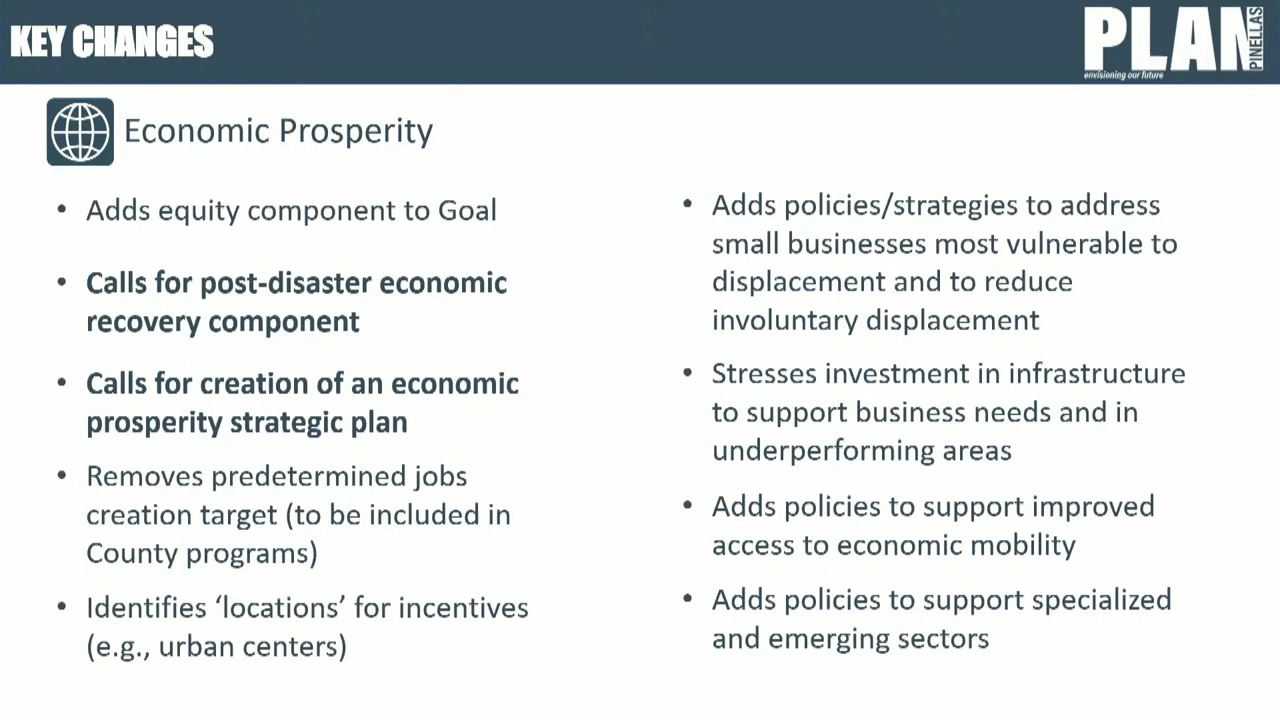 KEY CHANGES
PLAN
PINELLAS
envisioning our future
Economic Prosperity
• Adds equity component to Goal
• Calls for post-disaster economic
recovery component
• Calls for creation of an economic
prosperity strategic plan
• Removes predetermined jobs
creation target (to be included in
County programs)
• Identifies ‘locations’ for incentives
(e.g., urban centers)
• Adds policies/strategies to address
small businesses most vulnerable to
displacement and to reduce
involuntary displacement
• Stresses investment in infrastructure
to support business needs and in
underperforming areas
• Adds policies to support improved
access to economic mobility
• Adds policies to support specialized
and emerging sectors